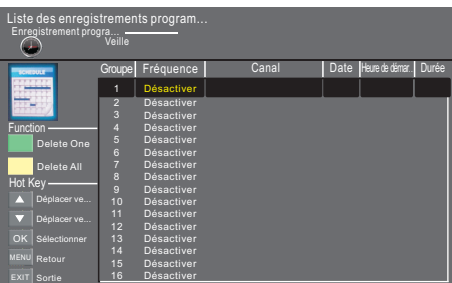 Liste des enregistrements program...
Enregistrement progra...
Veille
SCHEDULE
Groupe Fréquence Canal Date Heure de démar.. Durée
1 Désactiver
2 Désactiver
3 Désactiver
4 Désactiver
5 Désactiver
6 Désactiver
7 Désactiver
8 Désactiver
9 Désactiver
10 Désactiver
11 Désactiver
12 Désactiver
13 Désactiver
14 Désactiver
15 Désactiver
16 Désactiver
Function
Delete One
Delete All
Hot Key
Déplacer ve...
Déplacer ve...
OK Sélectionner
MENU Retour
EXIT Sortie